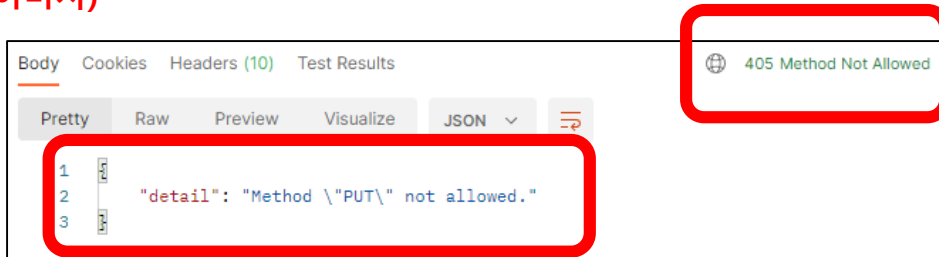 Body Cookies Headers (10) Test Results 405 Method Not Allowed
Pretty Raw Preview Visualize JSON
1 {
2 "detail": "Method \"PUT\" not allowed."
3 }